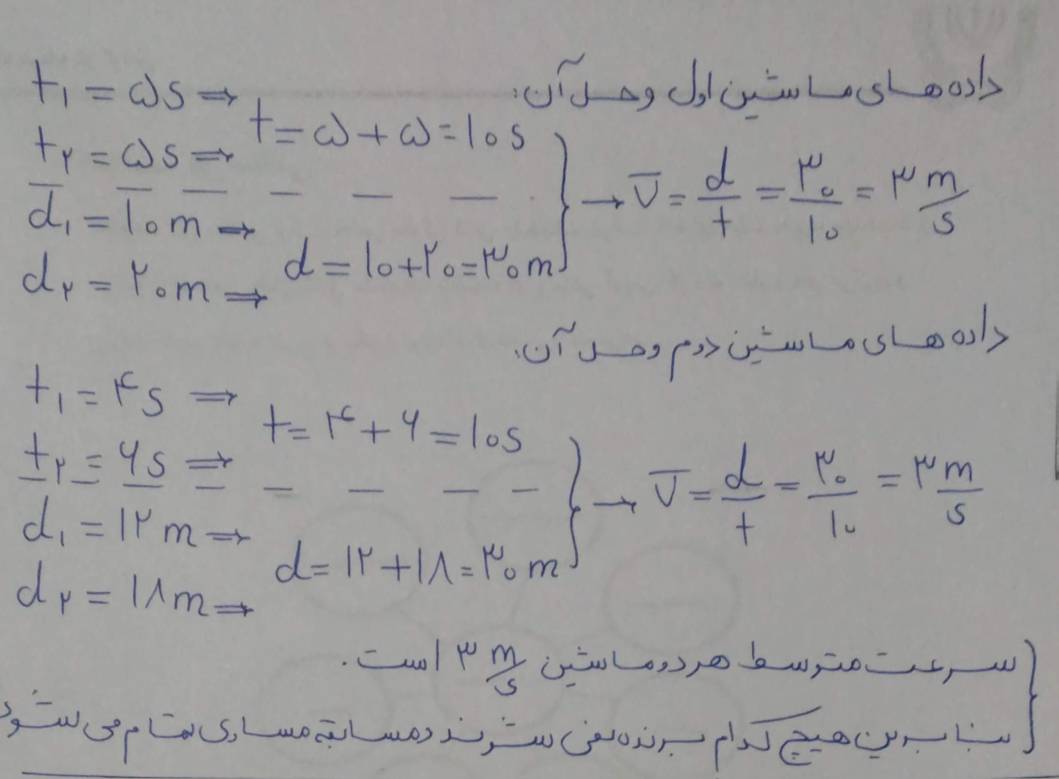 داده های ماشین اول وحل آن:
t₁ = ۵s ⇒
t = ۵ + ۵ = ۱۰s
t₂ = ۵s ⇒
d₁ = ۱۰m ⇒
d = ۱۰+۲۰=۳۰m
d₂ = ۲۰m ⇒
} → V̅ = d/t = ۳۰/۱۰ = ۳ m/s
داده های ماشین دوم وحل آن:
t₁ = ۴s ⇒
t = ۴ + ۶ = ۱۰s
t₂ = ۶s ⇒
d₁ = ۱۲m ⇒
d = ۱۲+۱۸=۳۰m
d₂ = ۱۸m ⇒
} → V̅ = d/t = ۳۰/۱۰ = ۳ m/s
سرعت متوسط هر دو ماشین ۳ m/s است.
بنابرین هیچ کدام برنده نمی شوند و مسابقه مساوی تمام می شود